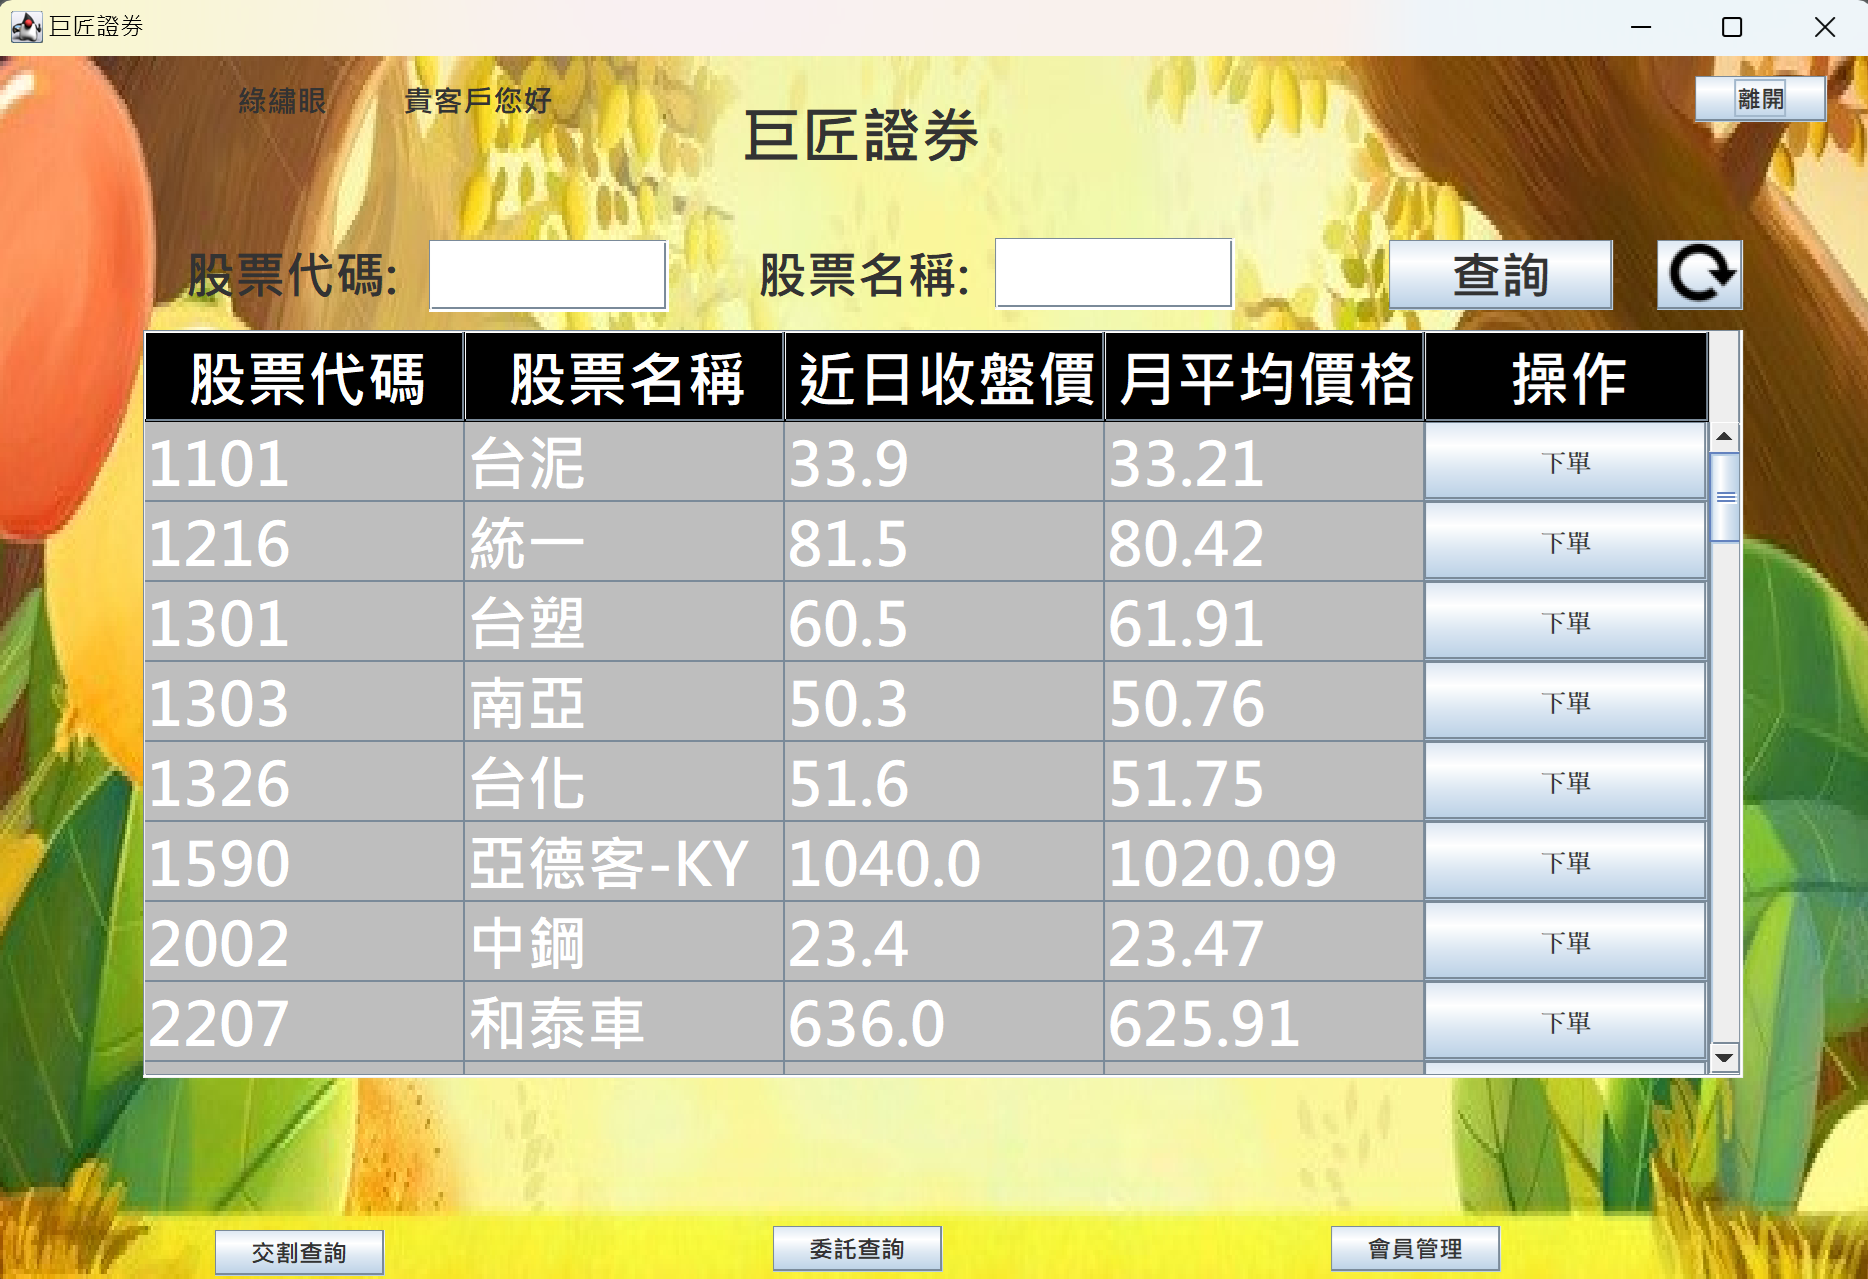 巨匠證券
綠繡眼 貴客戶您好
離開
巨匠證券
股票代碼: 股票名稱: 查詢
股票代碼 股票名稱 近日收盤價 月平均價格 操作
1101 台泥 33.9 33.21 下單
1216 統一 81.5 80.42 下單
1301 台塑 60.5 61.91 下單
1303 南亞 50.3 50.76 下單
1326 台化 51.6 51.75 下單
1590 亞德客-KY 1040.0 1020.09 下單
2002 中鋼 23.4 23.47 下單
2207 和泰車 636.0 625.91 下單
交割查詢 委託查詢 會員管理